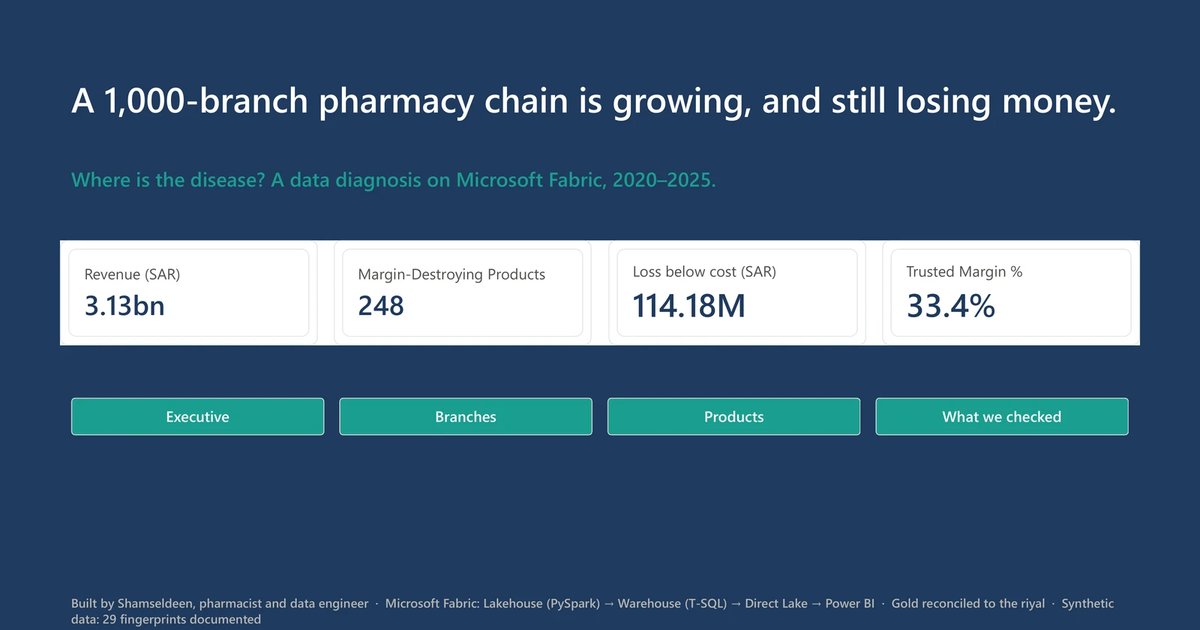 A 1,000-branch pharmacy chain is growing, and still losing money.
Where is the disease? A data diagnosis on Microsoft Fabric, 2020–2025.
Revenue (SAR)
3.13bn
Margin-Destroying Products
248
Loss below cost (SAR)
114.18M
Trusted Margin %
33.4%
Executive
Branches
Products
What we checked
Built by Shamseldeen, pharmacist and data engineer · Microsoft Fabric: Lakehouse (PySpark) → Warehouse (T-SQL) → Direct Lake → Power BI · Gold reconciled to the riyal · Synthetic
data: 29 fingerprints documented